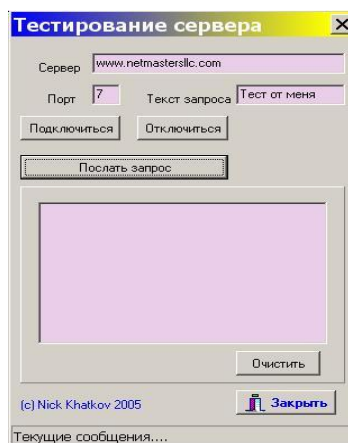 Тестирование сервера
Сервер www.netmastersllc.com
Порт 7 Текст запроса Тест от меня
Подключиться Отключиться
Послать запрос
Очистить
(c) Nick Khatkov 2005 Закрыть
Текущие сообщения....